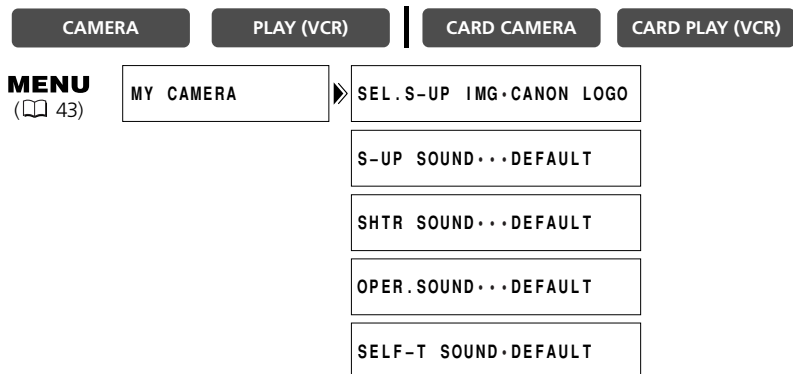 CAMERA PLAY (VCR) CARD CAMERA CARD PLAY (VCR)
MENU MY CAMERA SEL.S-UP IMG·CANON LOGO
(43)
S-UP SOUND···DEFAULT
SHTR SOUND···DEFAULT
OPER.SOUND···DEFAULT
SELF-T SOUND·DEFAULT